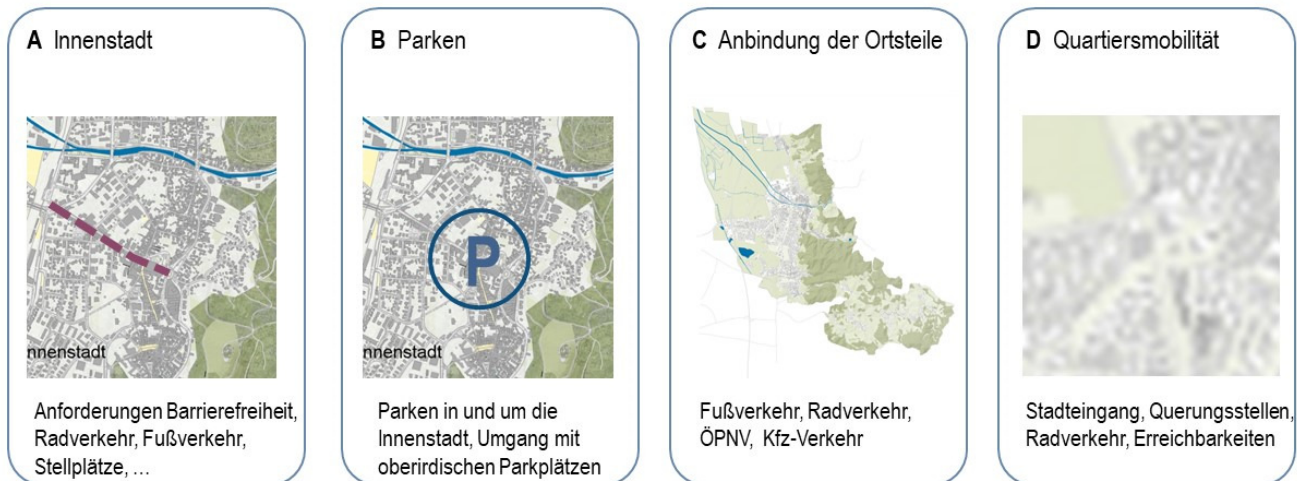 A Innenstadt
nnenstadt
Anforderungen Barrierefreiheit,
Radverkehr, Fußverkehr,
Stellplätze, …
B Parken
P
nnenstadt
Parken in und um die
Innenstadt, Umgang mit
oberirdischen Parkplätzen
C Anbindung der Ortsteile
Fußverkehr, Radverkehr,
ÖPNV, Kfz-Verkehr
D Quartiersmobilität
Stadteingang, Querungsstellen,
Radverkehr, Erreichbarkeiten